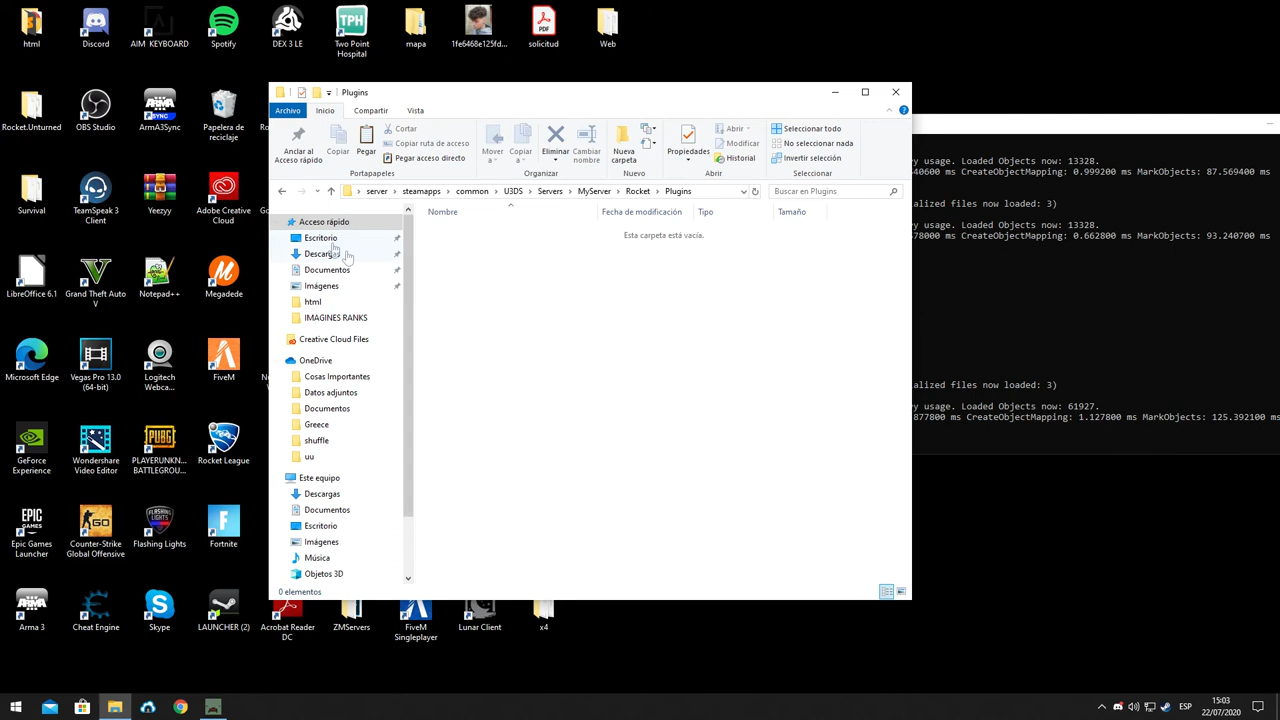 html
Discord
AIM_KEYBOARD
Spotify
DEX 3 LE
Two Point
Hospital
mapa
1fe6468e125fd...
solicitud
Web
Rocket.Unturned
OBS Studio
Arma3Sync
Papelera de
reciclaje
Survival
TeamSpeak 3
Client
Yeezyy
Adobe Creative
Cloud
LibreOffice 6.1
Grand Theft Auto
V
Notepad++
Megadede
Microsoft Edge
Vegas Pro 13.0
(64-bit)
Logitech
Webca...
FiveM
GeForce
Experience
Wondershare
Video Editor
PLAYERUNKN...
BATTLEGROU...
Rocket League
Epic Games
Launcher
Counter-Strike
Global Offensive
Flashing Lights
Fortnite
Arma 3
Cheat Engine
Skype
LAUNCHER (2)
Acrobat Reader
DC
ZMServers
FiveM
Singleplayer
Lunar Client
x4
Plugins
Archivo
Inicio
Compartir
Vista
Anclar al
Acceso rápido
Copiar
Pegar
Cortar
Copiar ruta de acceso
Pegar acceso directo
Portapapeles
Mover
a
Copiar
a
Eliminar
Cambiar
nombre
Organizar
Nueva
carpeta
Nuevo
Propiedades
Abrir
Modificar
Historial
Abrir
Seleccionar todo
No seleccionar nada
Invertir selección
Seleccionar
server > steamapps > common > U3DS > Servers > MyServer > Rocket > Plugins
Buscar en Plugins
Nombre
Fecha de modificación
Tipo
Tamaño
Esta carpeta está vacía.
Acceso rápido
Escritorio
Descargas
Documentos
Imágenes
html
IMAGINES RANKS
Creative Cloud Files
OneDrive
Cosas Importantes
Datos adjuntos
Documentos
Greece
shuffle
uu
Este equipo
Descargas
Documentos
Escritorio
Imágenes
Música
Objetos 3D
0 elementos
y usage. Loaded Objects now: 13328.
40600 ms CreateObjectMapping: 0.999200 ms MarkObjects: 87.569400 m
alized files now loaded: 3)
vy usage. Loaded Objects now: 13328.
78000 ms CreateObjectMapping: 0.662800 ms MarkObjects: 93.240700 m
alized files now loaded: 3)
vy usage. Loaded Objects now: 61927.
877800 ms CreateObjectMapping: 1.127800 ms MarkObjects: 125.392100
ESP
15:03
22/07/2020